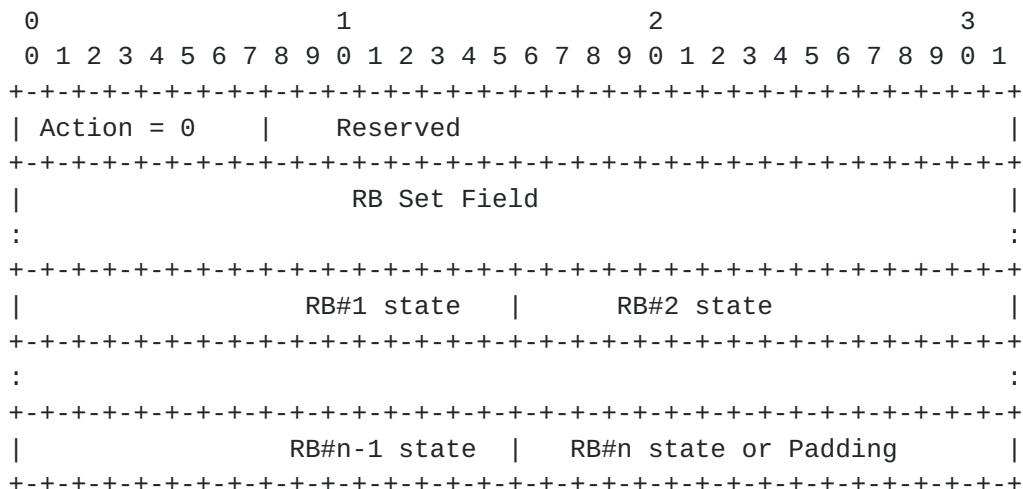 0                   1                   2                   3
 0 1 2 3 4 5 6 7 8 9 0 1 2 3 4 5 6 7 8 9 0 1 2 3 4 5 6 7 8 9 0 1
+-+-+-+-+-+-+-+-+-+-+-+-+-+-+-+-+-+-+-+-+-+-+-+-+-+-+-+-+-+-+-+-+
| Action = 0    |    Reserved                                   |
+-+-+-+-+-+-+-+-+-+-+-+-+-+-+-+-+-+-+-+-+-+-+-+-+-+-+-+-+-+-+-+-+
|                     RB Set Field                              |
:                                                               :
+-+-+-+-+-+-+-+-+-+-+-+-+-+-+-+-+-+-+-+-+-+-+-+-+-+-+-+-+-+-+-+-+
|                  RB#1 state   |      RB#2 state               |
+-+-+-+-+-+-+-+-+-+-+-+-+-+-+-+-+-+-+-+-+-+-+-+-+-+-+-+-+-+-+-+-+
:                                                               :
+-+-+-+-+-+-+-+-+-+-+-+-+-+-+-+-+-+-+-+-+-+-+-+-+-+-+-+-+-+-+-+-+
|                 RB#n-1 state  |   RB#n state or Padding       |
+-+-+-+-+-+-+-+-+-+-+-+-+-+-+-+-+-+-+-+-+-+-+-+-+-+-+-+-+-+-+-+-+